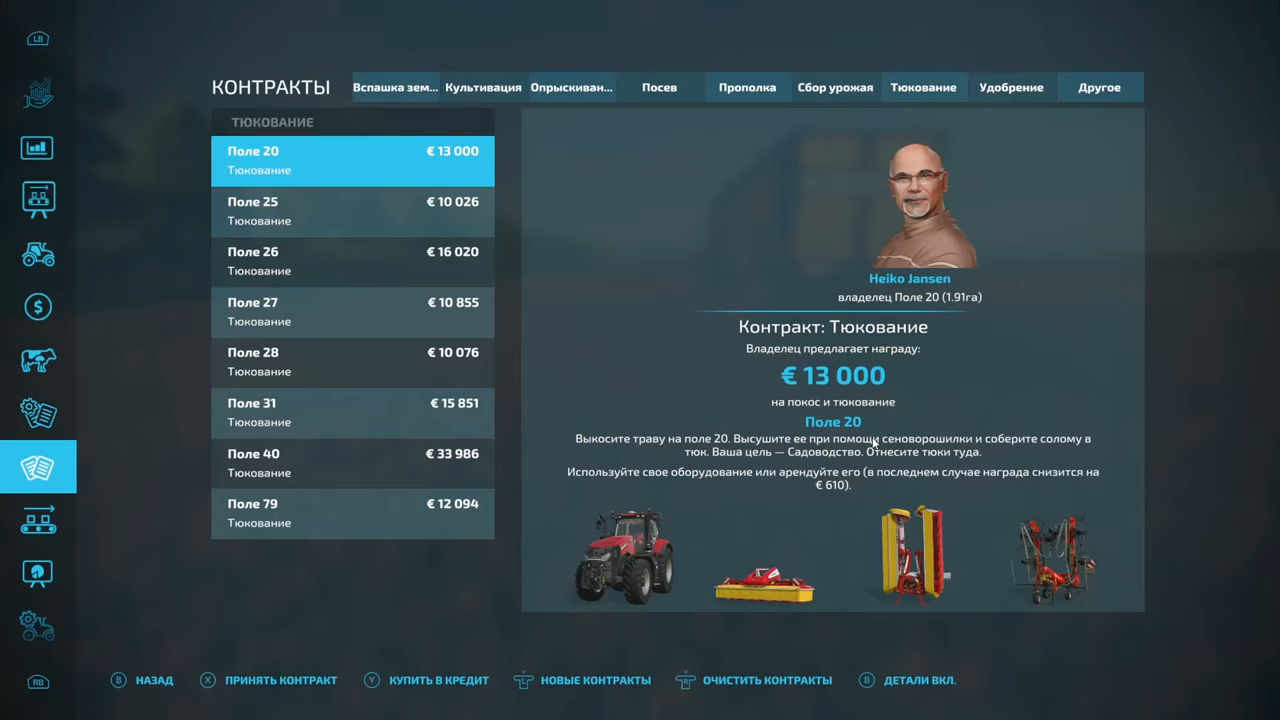 LB
КОНТРАКТЫ
Вспашка зем...
Культивация
Опрыскиван...
Посев
Прополка
Сбор урожая
Тюкование
Удобрение
Другое
ТЮКОВАНИЕ
Поле 20 € 13 000
Тюкование
Поле 25 € 10 026
Тюкование
Поле 26 € 16 020
Тюкование
Поле 27 € 10 855
Тюкование
Поле 28 € 10 076
Тюкование
Поле 31 € 15 851
Тюкование
Поле 40 € 33 986
Тюкование
Поле 79 € 12 094
Тюкование
Heiko Jansen
владелец Поле 20 (1.91га)
Контракт: Тюкование
Владелец предлагает награду:
€ 13 000
на покос и тюкование
Поле 20
Выкосите траву на поле 20. Высушите ее при помощи сеноворошилки и соберите солому в
тюк. Ваша цель — Садоводство. Отнесите тюки туда.
Используйте свое оборудование или арендуйте его (в последнем случае награда снизится на
€ 610).
RB
B НАЗАД
X ПРИНЯТЬ КОНТРАКТ
Y КУПИТЬ В КРЕДИТ
L НОВЫЕ КОНТРАКТЫ
R ОЧИСТИТЬ КОНТРАКТЫ
B ДЕТАЛИ ВКЛ.